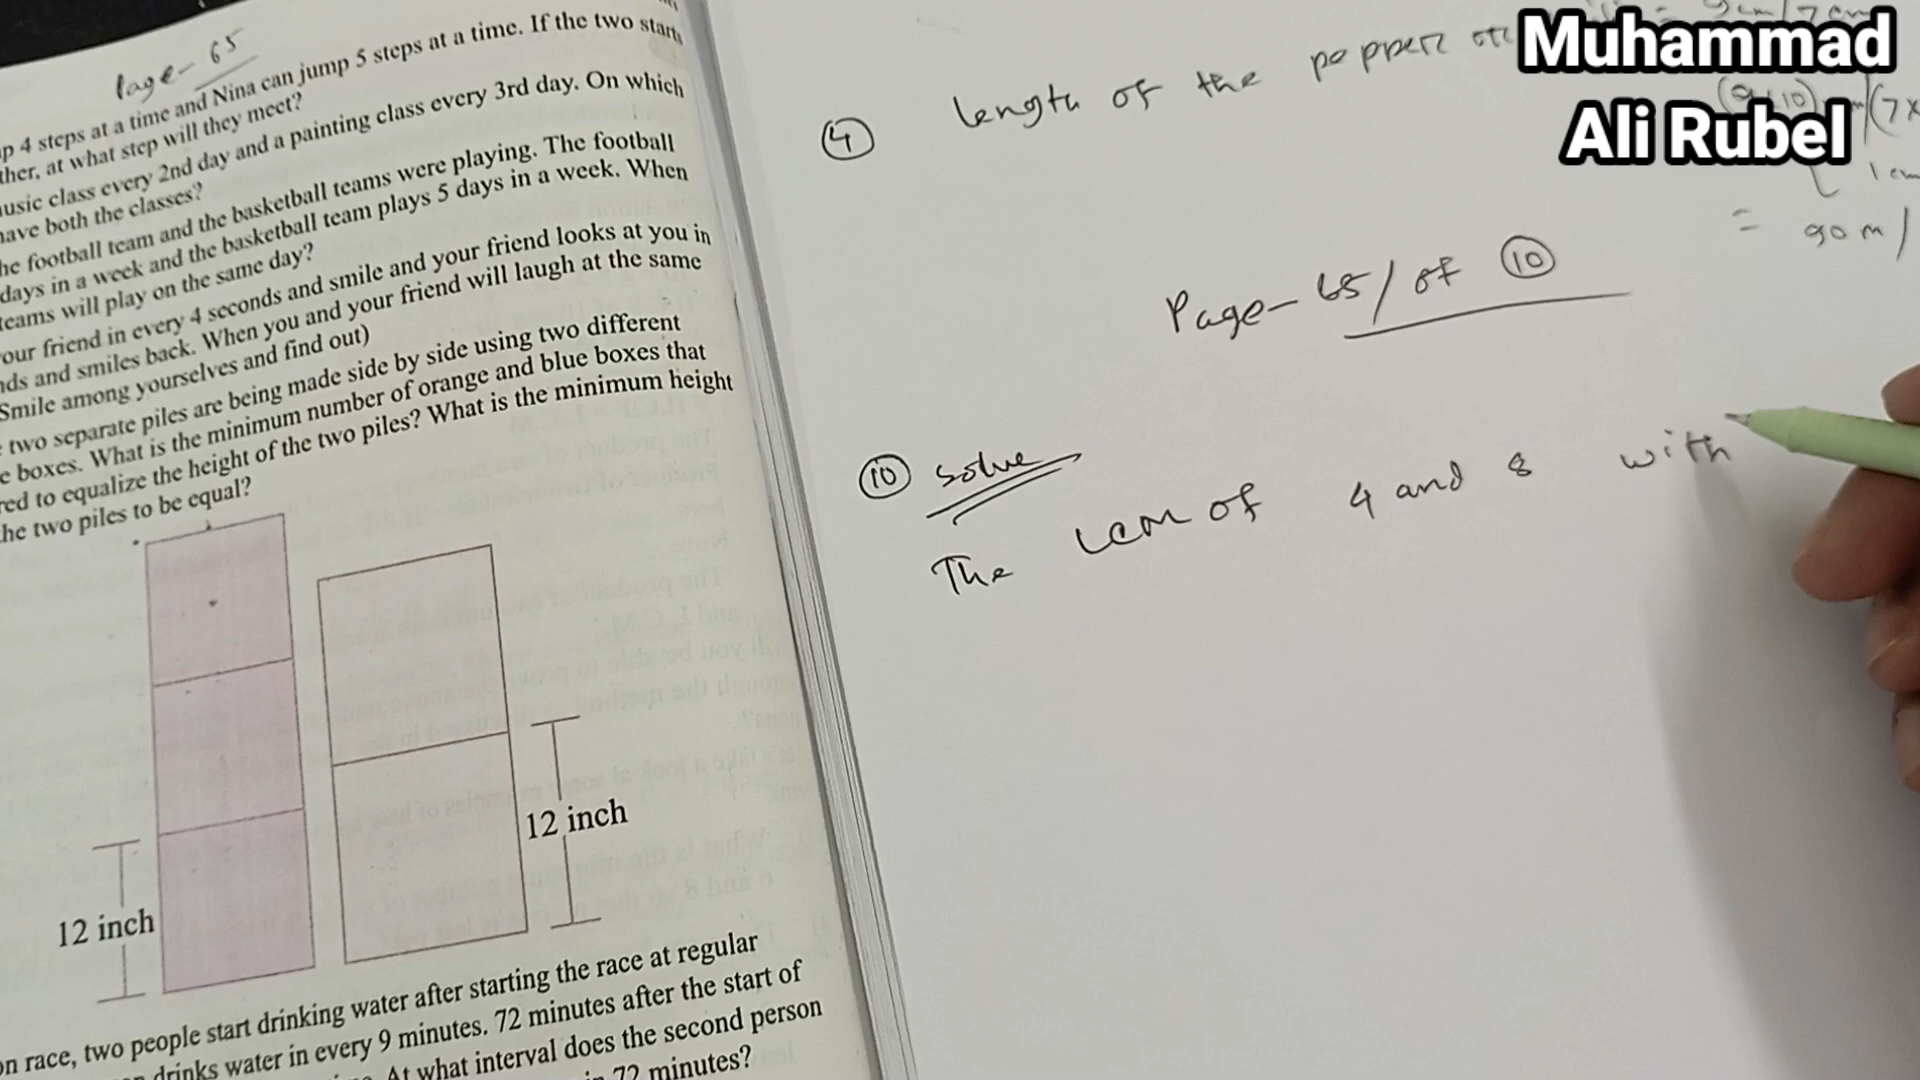 Page-65
p 4 steps at a time and Nina can jump 5 steps at a time. If the two start
ther, at what step will they meet?
usic class every 2nd day and a painting class every 3rd day. On which
ave both the classes?
he football team and the basketball teams were playing. The football
days in a week and the basketball team plays 5 days in a week. When
teams will play on the same day?
our friend in every 4 seconds and smile and your friend looks at you in
nds and smiles back. When you and your friend will laugh at the same
Smile among yourselves and find out)
two separate piles are being made side by side using two different
e boxes. What is the minimum number of orange and blue boxes that
red to equalize the height of the two piles? What is the minimum height
he two piles to be equal?
12 inch
12 inch
on race, two people start drinking water after starting the race at regular
drinks water in every 9 minutes. 72 minutes after the start of
At what interval does the second person
in 72 minutes?
Muhammad
Ali Rubel
4 length of the
= 90m/
Page-65/ of 10
10 solve
The LCM of 4 and 8 with